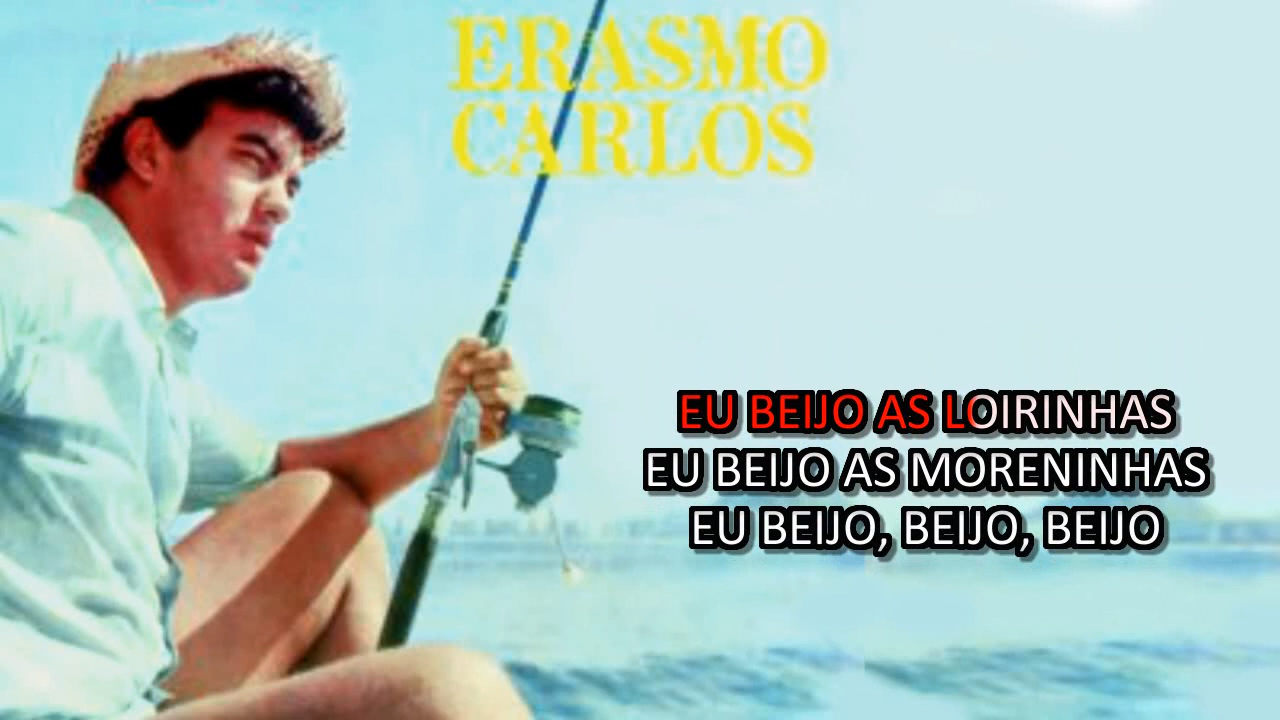 ERASMO
CARLOS
EU BEIJO AS LOIRINHAS
EU BEIJO AS MORENINHAS
EU BEIJO, BEIJO, BEIJO